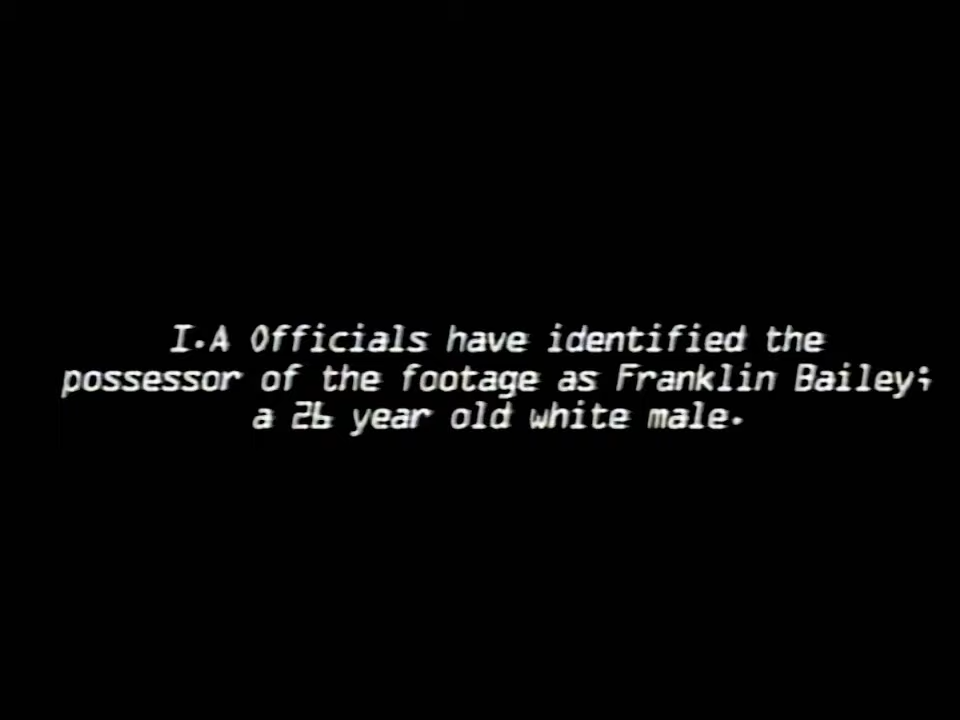 I.A Officials have identified the
possessor of the footage as Franklin Bailey;
a 26 year old white male.